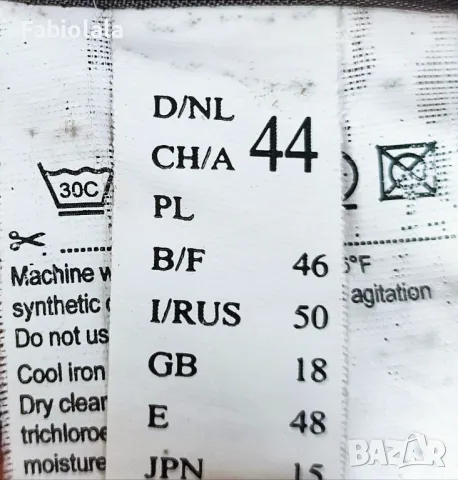 Fabiolala
D/NL
CH/A 44
PL
30C
B/F 46
°F
Machine
synthetic
agitation
I/RUS 50
Do not us
GB 18
Cool iron
Dry clear
E 48
trichloroe
moisture
JPN 15
BAZAR